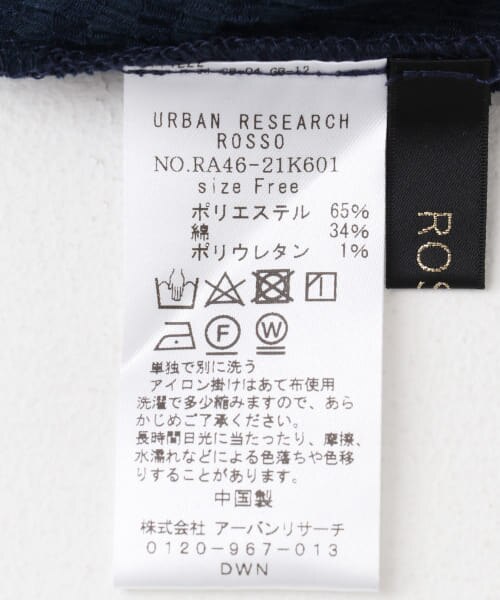 URBAN RESEARCH
ROSSO
NO.RA46-21K601
size Free
ポリエステル 65%
綿 34%
ポリウレタン 1%
F
W
単独で別に洗う
アイロン掛けはあて布使用
洗濯で多少縮みますので、あら
かじめご了承ください。
長時間日光に当たったり、摩擦、
水濡れなどによる色落ちや色移
りすることがあります。
中国製
株式会社 アーバンリサーチ
0120-967-013
DWN
ROS